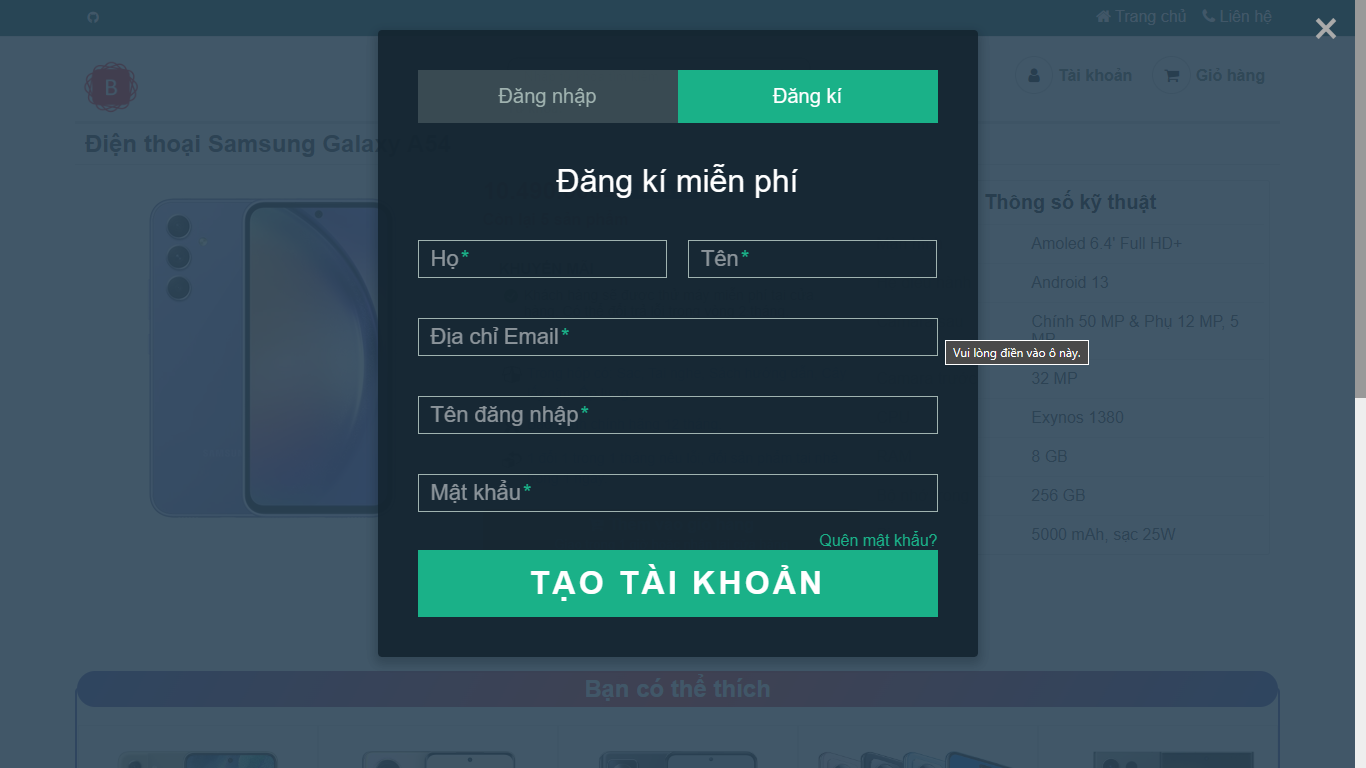 Trang chủ Liên hệ
B
Tài khoản Giỏ hàng
Điện thoại Samsung Galaxy A54
Đăng nhập
Đăng kí
Đăng kí miễn phí
Họ*
Tên*
Địa chỉ Email*
Vui lòng điền vào ô này.
Tên đăng nhập*
Mật khẩu*
Quên mật khẩu?
TẠO TÀI KHOẢN
Thông số kỹ thuật
Amoled 6.4' Full HD+
Android 13
Chính 50 MP & Phụ 12 MP, 5
MP
32 MP
Exynos 1380
8 GB
256 GB
5000 mAh, sạc 25W
Bạn có thể thích